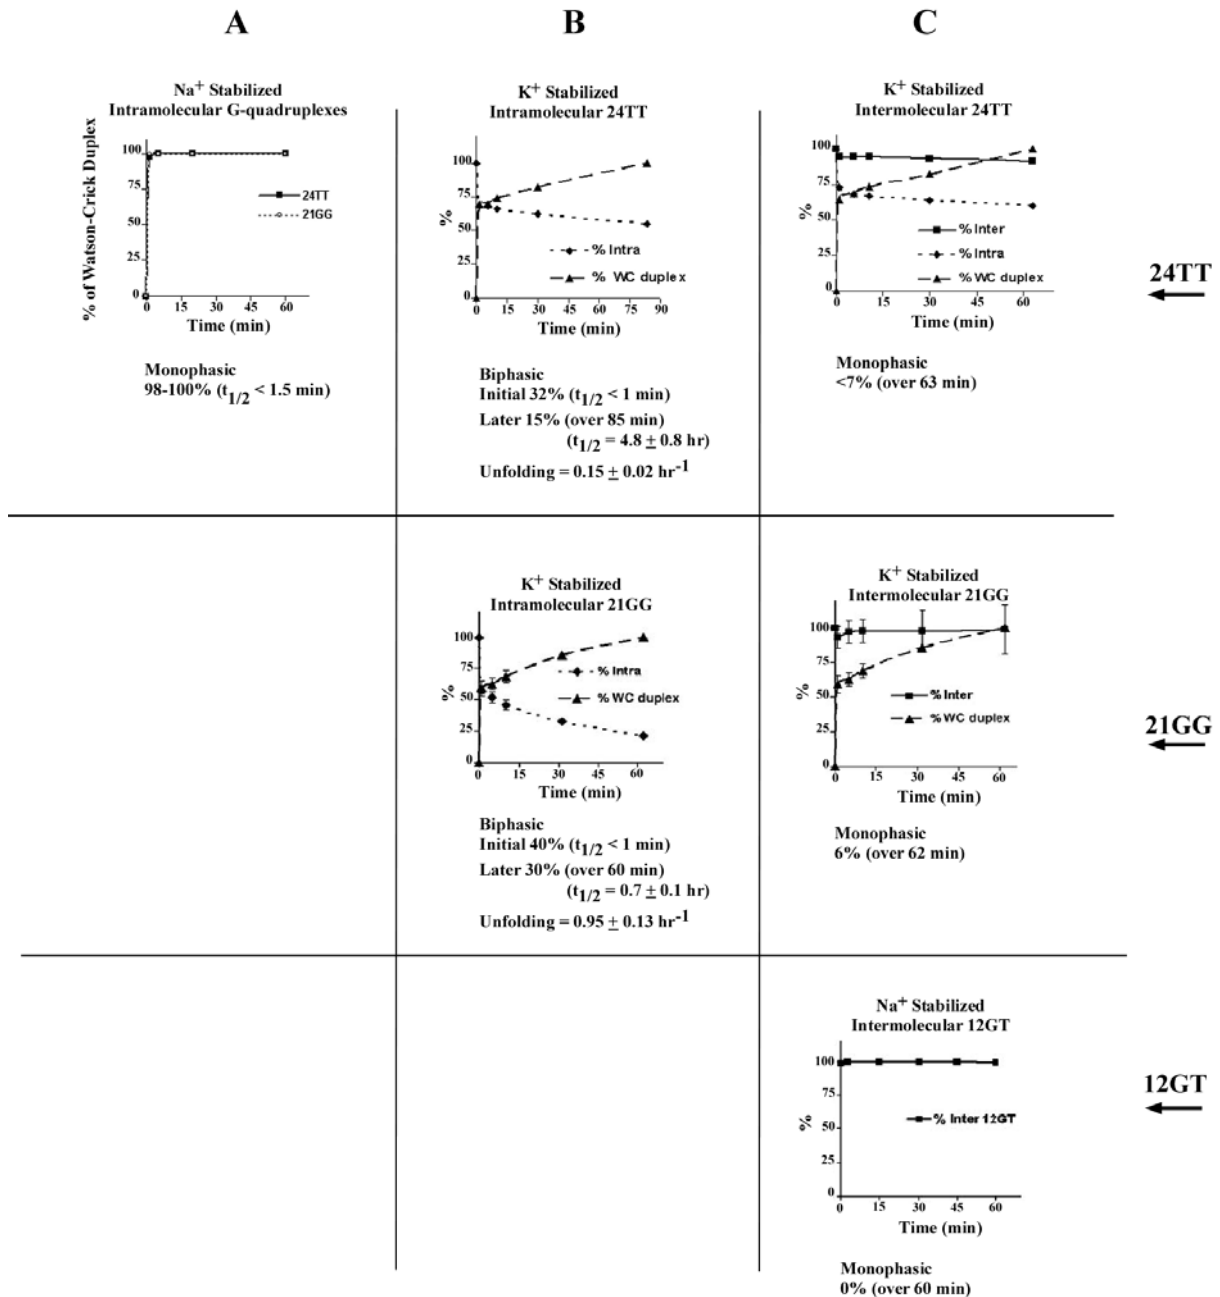 A
B
C
Na+ Stabilized
Intramolecular G-quadruplexes
% of Watson-Crick Duplex
100
75
50
25
0
24TT
21GG
0 15 30 45 60
Time (min)
Monophasic
98-100% (t1/2 < 1.5 min)
K+ Stabilized
Intramolecular 24TT
%
100
75
50
25
0
% Intra
% WC duplex
0 15 30 45 60 75 90
Time (min)
Biphasic
Initial 32% (t1/2 < 1 min)
Later 15% (over 85 min)
(t1/2 = 4.8 ± 0.8 hr)
Unfolding = 0.15 ± 0.02 hr-1
K+ Stabilized
Intermolecular 24TT
%
100
75
50
25
0
% Inter
% Intra
% WC duplex
0 15 30 45 60
Time (min)
Monophasic
<7% (over 63 min)
24TT
K+ Stabilized
Intramolecular 21GG
%
100
75
50
25
0
% Intra
% WC duplex
0 15 30 45 60
Time (min)
Biphasic
Initial 40% (t1/2 < 1 min)
Later 30% (over 60 min)
(t1/2 = 0.7 ± 0.1 hr)
Unfolding = 0.95 ± 0.13 hr-1
K+ Stabilized
Intermolecular 21GG
%
100
75
50
25
0
% Inter
% WC duplex
0 15 30 45 60
Time (min)
Monophasic
6% (over 62 min)
21GG
Na+ Stabilized
Intermolecular 12GT
%
100
75
50
25
0
% Inter 12GT
0 15 30 45 60
Time (min)
Monophasic
0% (over 60 min)
12GT